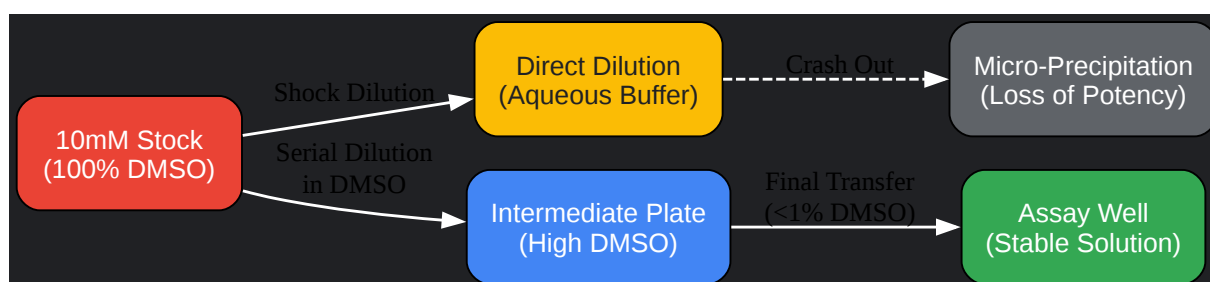 10mM Stock
(100% DMSO)
Shock Dilution
Serial Dilution
in DMSO
Direct Dilution
(Aqueous Buffer)
Crash Out
Micro-Precipitation
(Loss of Potency)
Intermediate Plate
(High DMSO)
Final Transfer
(<1% DMSO)
Assay Well
(Stable Solution)